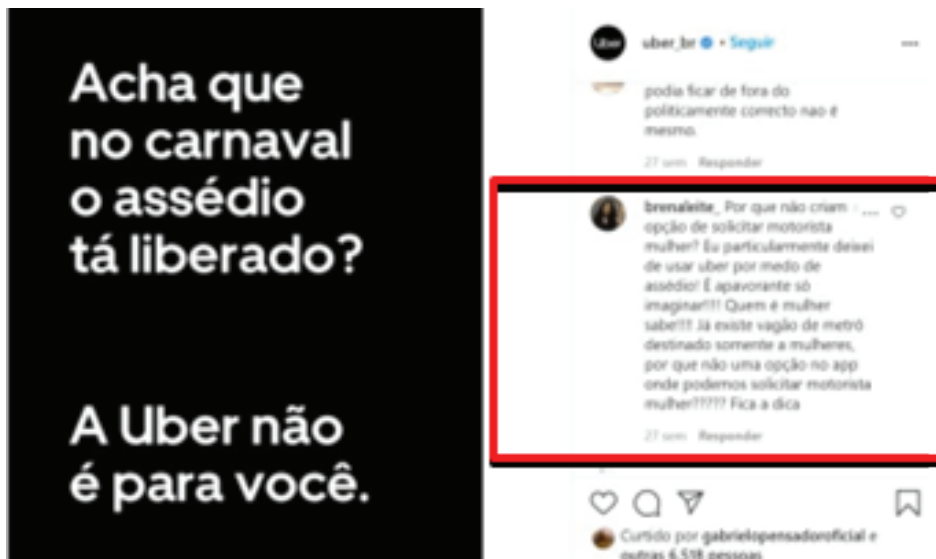 Acha que
no carnaval
o assédio
tá liberado?
A Uber não
é para você.
Uber
uber_br • Seguir
podia ficar de fora do
politicamente correcto nao é
mesmo.
27 sem Responder
brenaleite_ Por que não criam
opção de solicitar motorista
mulher? Eu particularmente deixei
de usar uber por medo de
assédio! É apavorante só
imaginar!!!! Quem é mulher
sabe!!!! Já existe vagão de metrô
destinado somente a mulheres,
por que não uma opção no app
onde podemos solicitar motorista
mulher????? Fica a dica
27 sem Responder
Curtido por gabrielopensadoroficial e
outras 6.518 pessoas